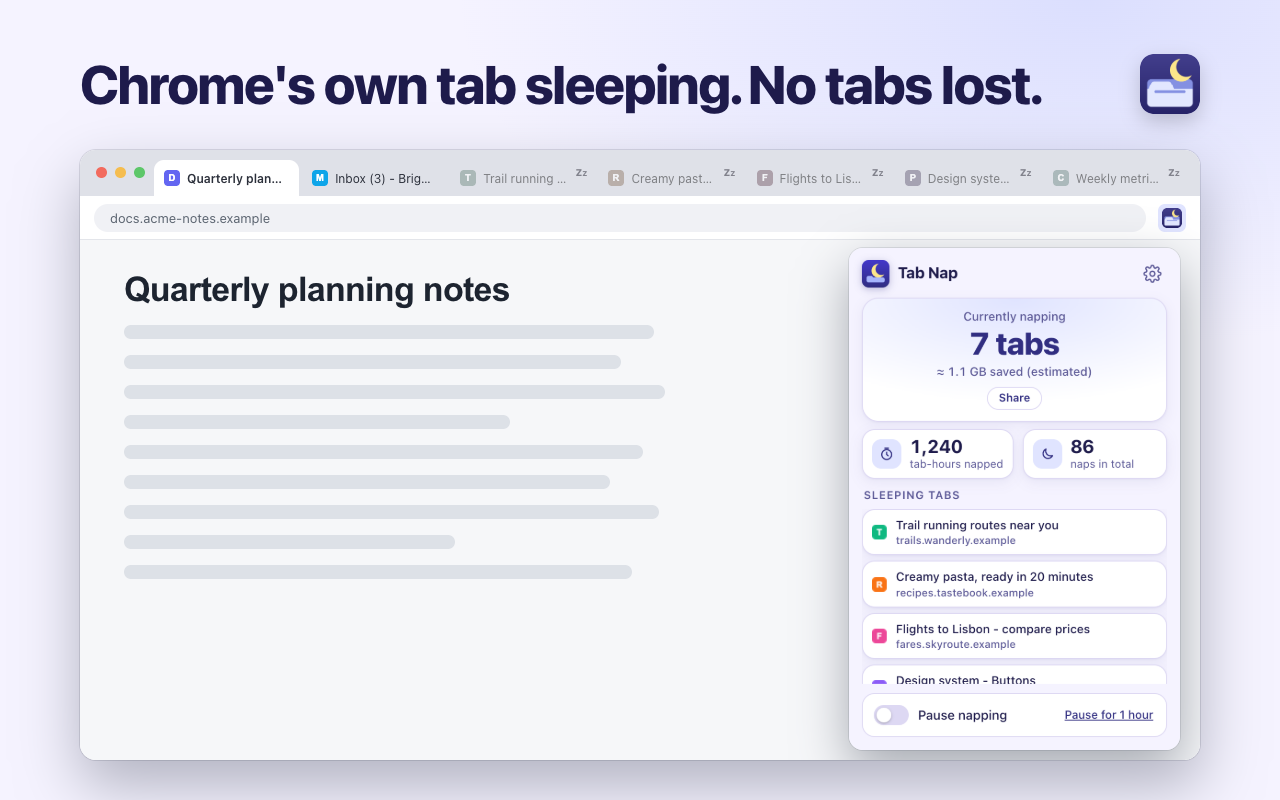 Chrome's own tab sleeping. No tabs lost.
D Quarterly plan... M Inbox (3) - Brig... T Trail running ... Zz R Creamy past... Zz F Flights to Lis... Zz P Design syste... Zz C Weekly metri... Zz
docs.acme-notes.example
Quarterly planning notes
Tab Nap
Currently napping
7 tabs
≈ 1.1 GB saved (estimated)
Share
1,240
tab-hours napped
86
naps in total
SLEEPING TABS
T Trail running routes near you
trails.wanderly.example
R Creamy pasta, ready in 20 minutes
recipes.tastebook.example
F Flights to Lisbon - compare prices
fares.skyroute.example
Design system - Buttons
Pause napping Pause for 1 hour